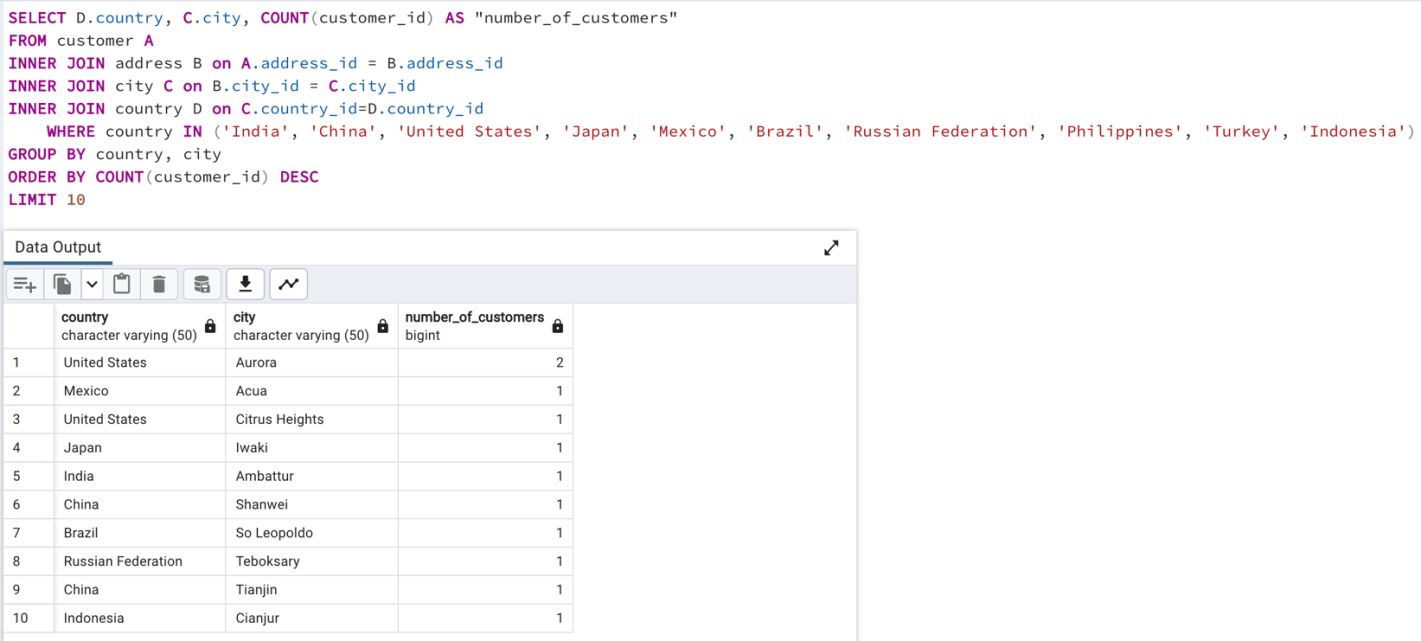 SELECT D.country, C.city, COUNT(customer_id) AS "number_of_customers"
FROM customer A
INNER JOIN address B on A.address_id = B.address_id
INNER JOIN city C on B.city_id = C.city_id
INNER JOIN country D on C.country_id=D.country_id
WHERE country IN ('India', 'China', 'United States', 'Japan', 'Mexico', 'Brazil', 'Russian Federation', 'Philippines', 'Turkey', 'Indonesia')
GROUP BY country, city
ORDER BY COUNT(customer_id) DESC
LIMIT 10
Data Output
country city number_of_customers
character varying (50) character varying (50) bigint
1 United States Aurora 2
2 Mexico Acua 1
3 United States Citrus Heights 1
4 Japan Iwaki 1
5 India Ambattur 1
6 China Shanwei 1
7 Brazil So Leopoldo 1
8 Russian Federation Teboksary 1
9 China Tianjin 1
10 Indonesia Cianjur 1